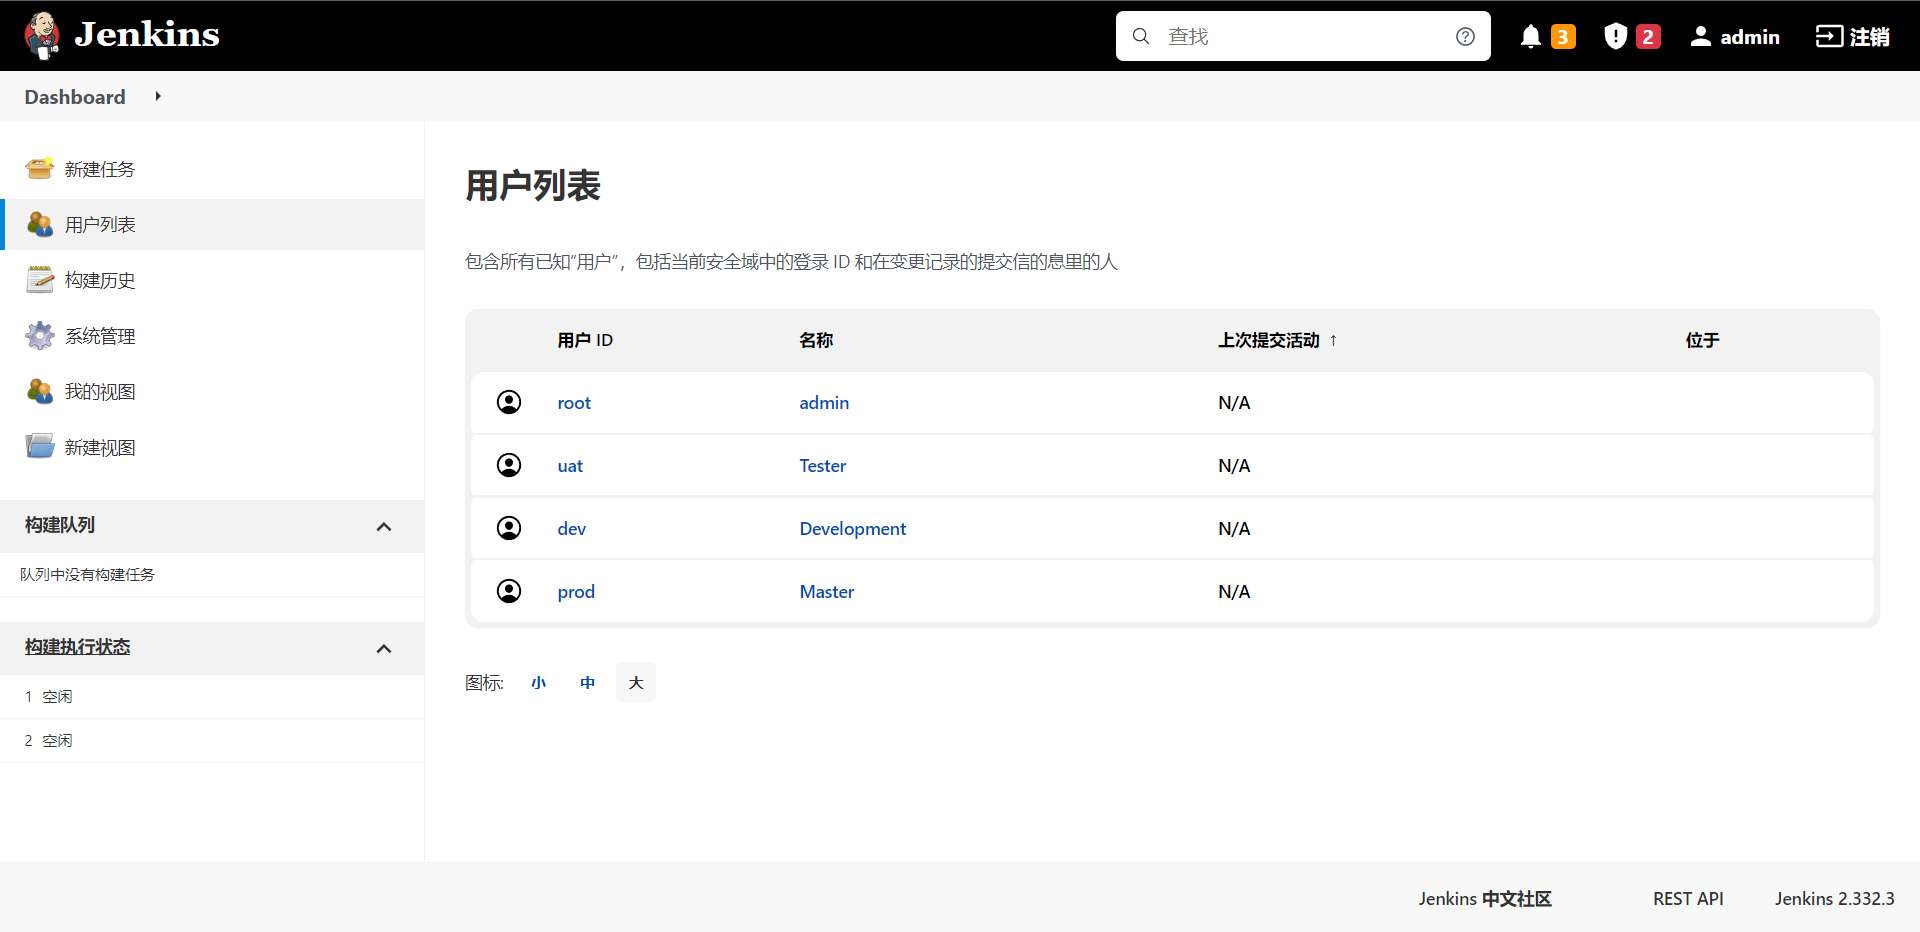 Jenkins
查找
3
2
admin
注销
Dashboard
新建任务
用户列表
构建历史
系统管理
我的视图
新建视图
构建队列
队列中没有构建任务
构建执行状态
1 空闲
2 空闲
用户列表
包含所有已知“用户”，包括当前安全域中的登录 ID 和在变更记录的提交信的息里的人
用户 ID 名称 上次提交活动 ↑ 位于
root admin N/A
uat Tester N/A
dev Development N/A
prod Master N/A
图标: 小 中 大
Jenkins 中文社区 REST API Jenkins 2.332.3